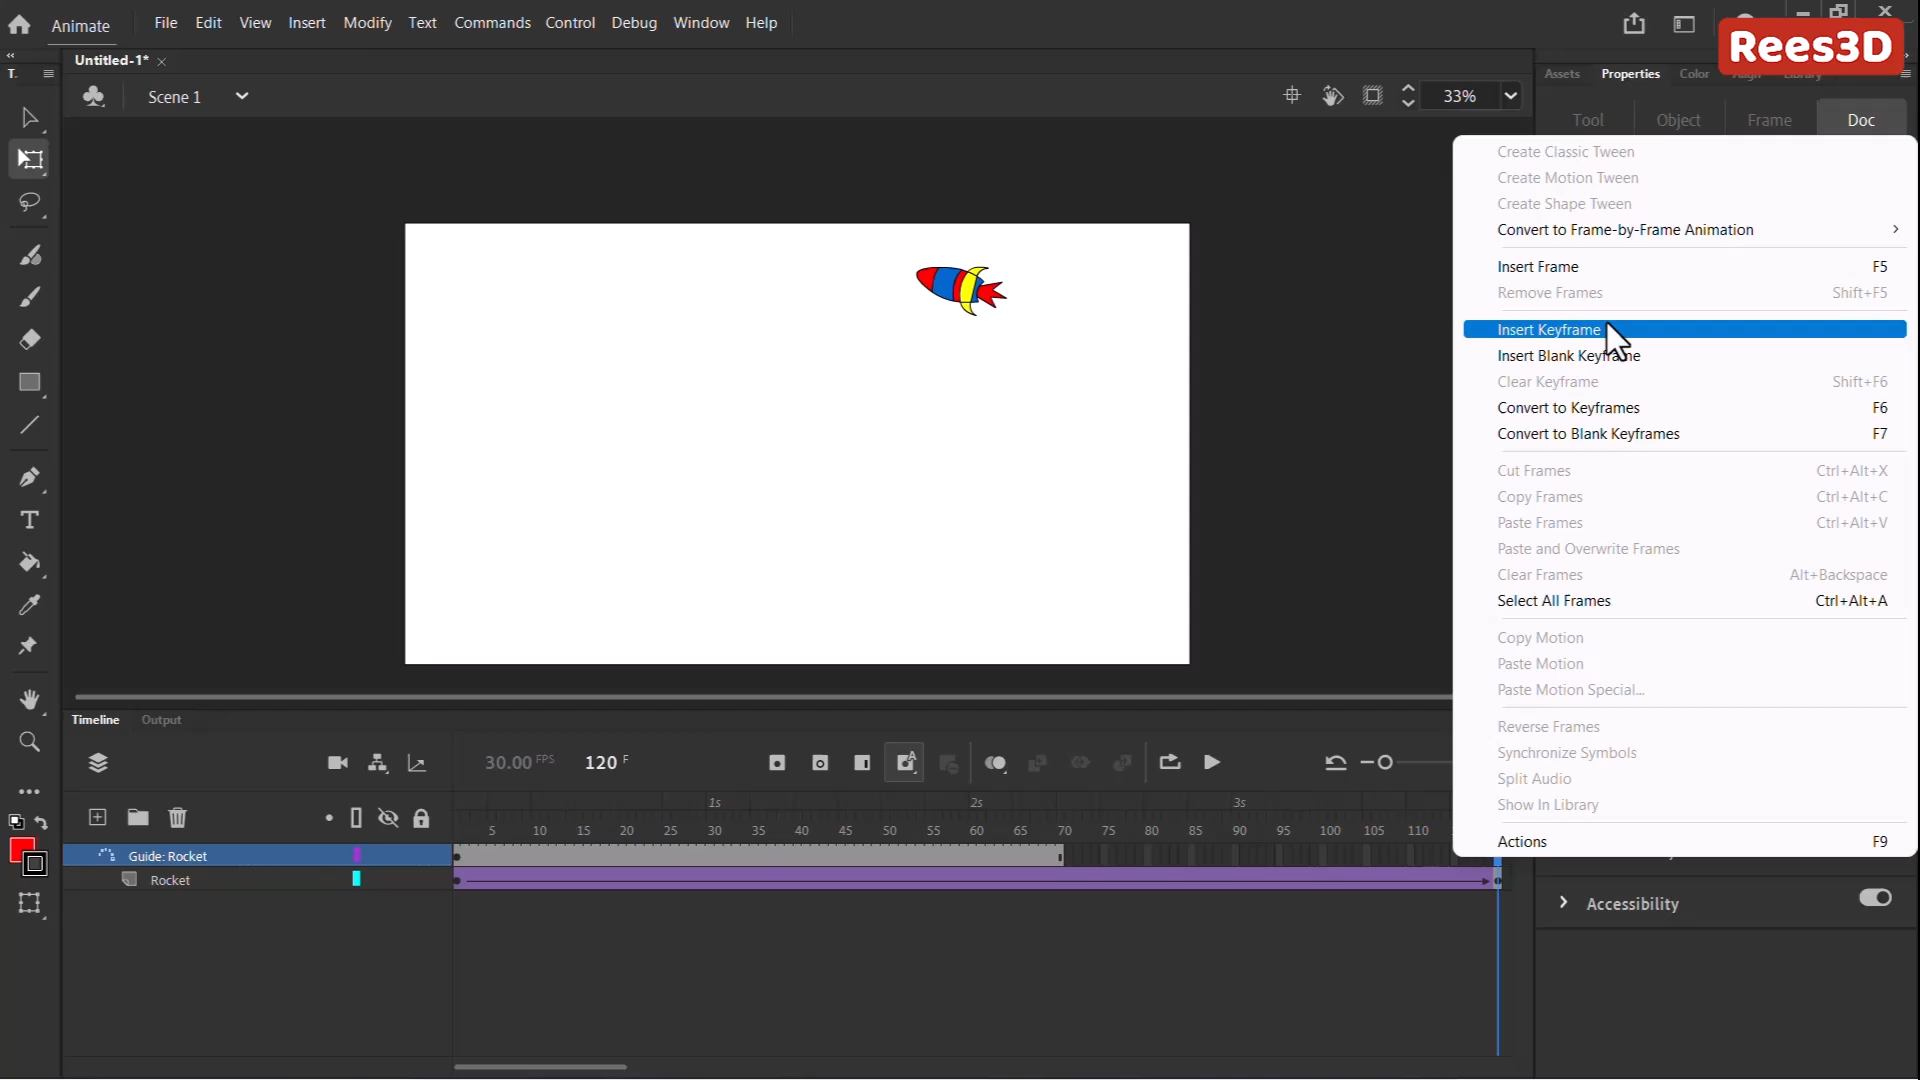 Animate File Edit View Insert Modify Text Commands Control Debug Window Help
Rees3D
Untitled-1*
T.
Assets Properties Color Align Library
Scene 1
33%
Tool Object Frame Doc
Create Classic Tween
Create Motion Tween
Create Shape Tween
Convert to Frame-by-Frame Animation
Insert Frame F5
Remove Frames Shift+F5
Insert Keyframe
Insert Blank Keyframe
Clear Keyframe Shift+F6
Convert to Keyframes F6
Convert to Blank Keyframes F7
Cut Frames Ctrl+Alt+X
Copy Frames Ctrl+Alt+C
Paste Frames Ctrl+Alt+V
Paste and Overwrite Frames
Clear Frames Alt+Backspace
Select All Frames Ctrl+Alt+A
Copy Motion
Paste Motion
Paste Motion Special...
Reverse Frames
Synchronize Symbols
Split Audio
Show In Library
Actions F9
Accessibility
Timeline Output
30.00 FPS 120 F
1s 2s 3s
5 10 15 20 25 30 35 40 45 50 55 60 65 70 75 80 85 90 95 100 105 110
Guide: Rocket
Rocket